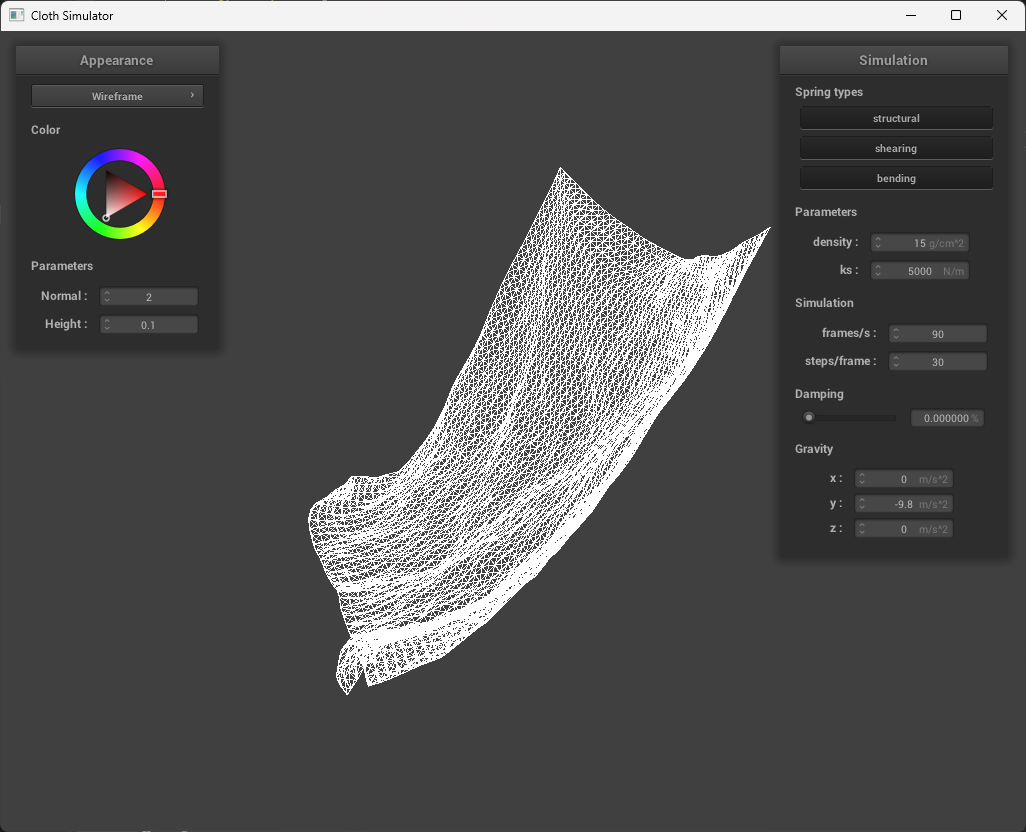 Cloth Simulator
Appearance
Wireframe
Color
Parameters
Normal : 2
Height : 0.1
Simulation
Spring types
structural
shearing
bending
Parameters
density : 15 g/cm^2
ks : 5000 N/m
Simulation
frames/s : 90
steps/frame : 30
Damping
0.000000 %
Gravity
x : 0 m/s^2
y : -9.8 m/s^2
z : 0 m/s^2